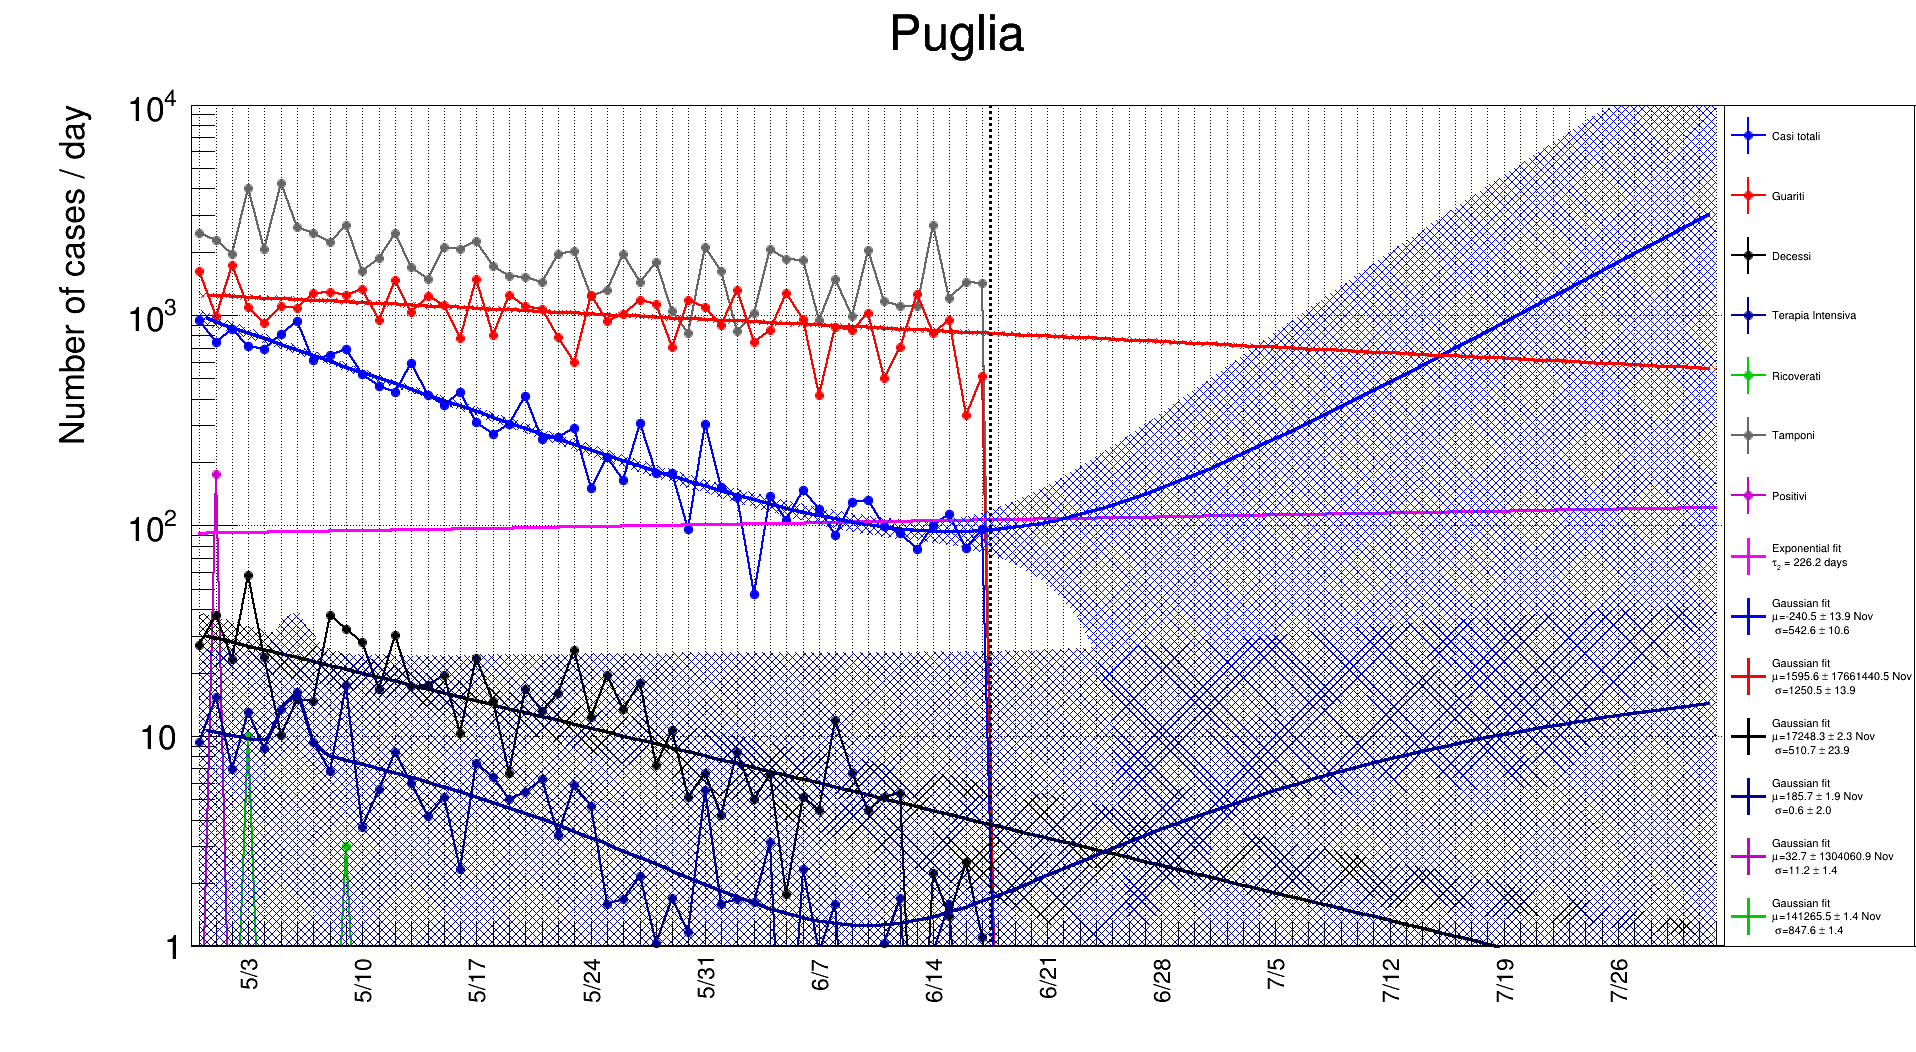 Puglia
Number of cases / day
10⁴
10³
10²
10
1
5/3
5/10
5/17
5/24
5/31
6/7
6/14
6/21
6/28
7/5
7/12
7/19
7/26
Casi totali
Guariti
Decessi
Terapia Intensiva
Ricoverati
Tamponi
Positivi
Exponential fit
τ₂ = 226.2 days
Gaussian fit
μ=-240.5 ± 13.9 Nov
σ=542.6 ± 10.6
Gaussian fit
μ=1595.6 ± 17661440.5 Nov
σ=1250.5 ± 13.9
Gaussian fit
μ=17248.3 ± 2.3 Nov
σ=510.7 ± 23.9
Gaussian fit
μ=185.7 ± 1.9 Nov
σ=0.6 ± 2.0
Gaussian fit
μ=32.7 ± 1304060.9 Nov
σ=11.2 ± 1.4
Gaussian fit
μ=141265.5 ± 1.4 Nov
σ=847.6 ± 1.4